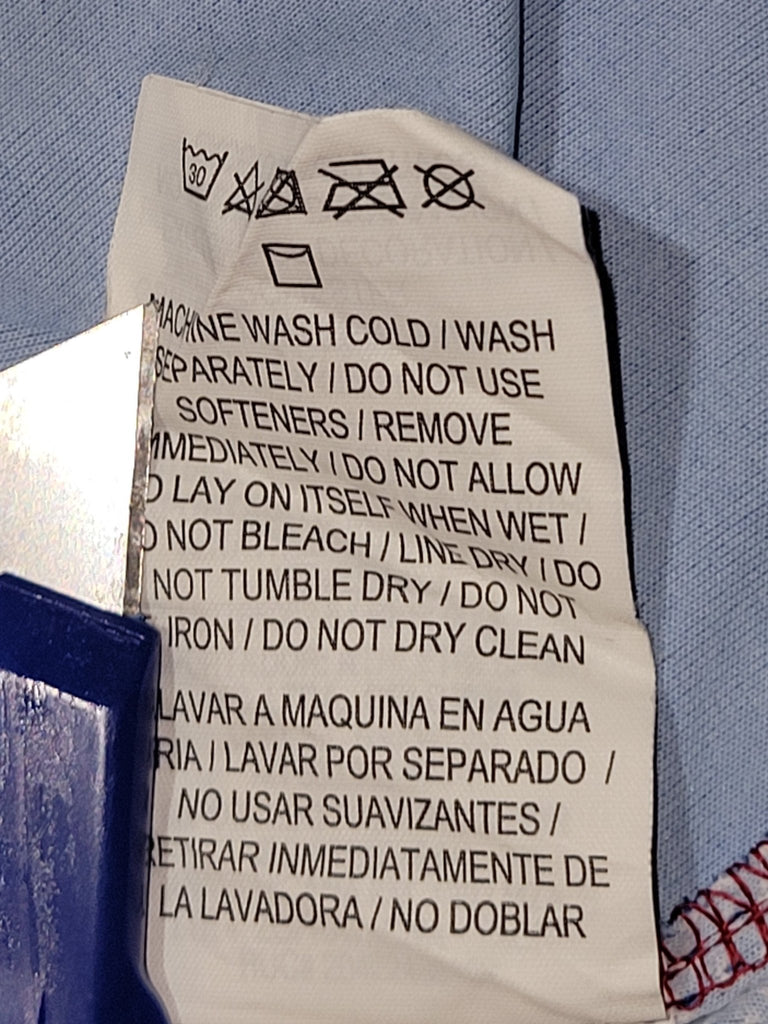 30
MACHINE WASH COLD / WASH
SEPARATELY / DO NOT USE
SOFTENERS / REMOVE
IMMEDIATELY / DO NOT ALLOW
LAY ON ITSELF WHEN WET /
NOT BLEACH / LINE DRY / DO
NOT TUMBLE DRY / DO NOT
IRON / DO NOT DRY CLEAN
LAVAR A MAQUINA EN AGUA
RIA / LAVAR POR SEPARADO /
NO USAR SUAVIZANTES /
RETIRAR INMEDIATAMENTE DE
LA LAVADORA / NO DOBLAR